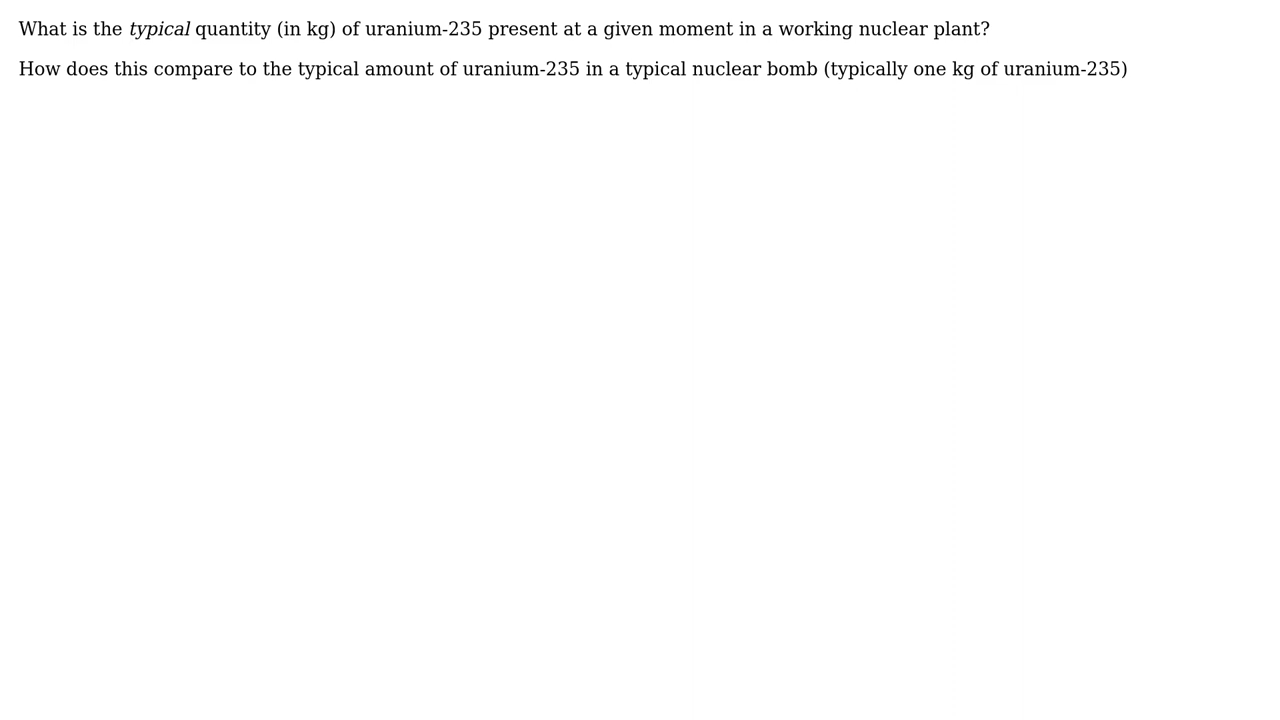 What is the typical quantity (in kg) of uranium-235 present at a given moment in a working nuclear plant?
How does this compare to the typical amount of uranium-235 in a typical nuclear bomb (typically one kg of uranium-235)